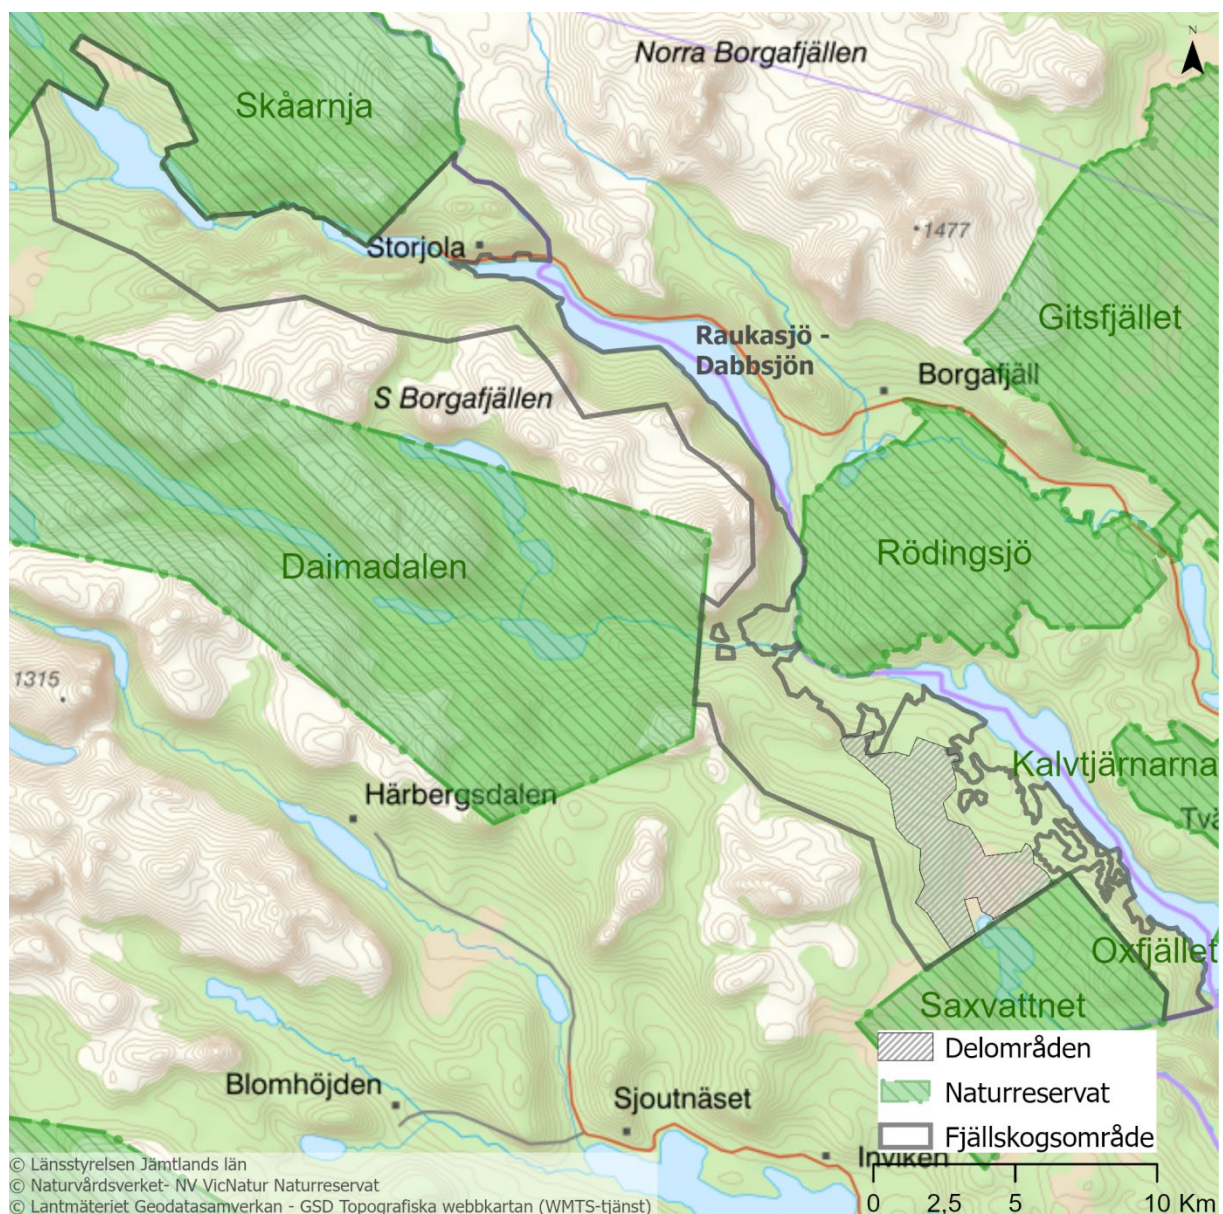 N
Norra Borgafjällen
Skåarnja
1477
Storjola
Gitsfjället
Raukasjö -
Dabbsjön
Borgafjäll
S Borgafjällen
Rödingsjö
Daimadalen
1315
Kalvtjärnarna
Härbergsdalen
Oxfjället
Saxvattnet
Delområden
Blomhöjden
Sjoutnäset
Naturreservat
Fjällskogsområde
Inviken
© Länsstyrelsen Jämtlands län
© Naturvårdsverket- NV VicNatur Naturreservat
© Lantmäteriet Geodatasamverkan - GSD Topografiska webbkartan (WMTS-tjänst)
0 2,5 5 10 Km